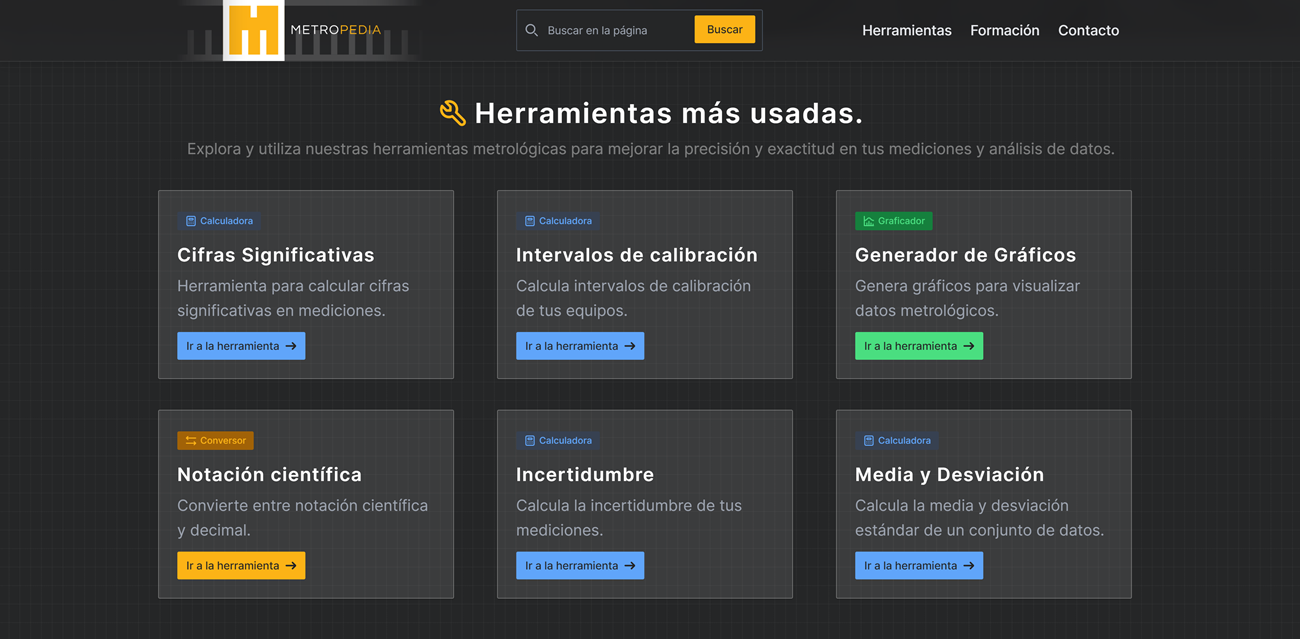 METROPEDIA
Buscar en la página
Buscar
Herramientas
Formación
Contacto
Herramientas más usadas.
Explora y utiliza nuestras herramientas metrológicas para mejorar la precisión y exactitud en tus mediciones y análisis de datos.
Calculadora
Cifras Significativas
Herramienta para calcular cifras
significativas en mediciones.
Ir a la herramienta →
Calculadora
Intervalos de calibración
Calcula intervalos de calibración
de tus equipos.
Ir a la herramienta →
Graficador
Generador de Gráficos
Genera gráficos para visualizar
datos metrológicos.
Ir a la herramienta →
Conversor
Notación científica
Convierte entre notación científica
y decimal.
Ir a la herramienta →
Calculadora
Incertidumbre
Calcula la incertidumbre de tus
mediciones.
Ir a la herramienta →
Calculadora
Media y Desviación
Calcula la media y desviación
estándar de un conjunto de datos.
Ir a la herramienta →